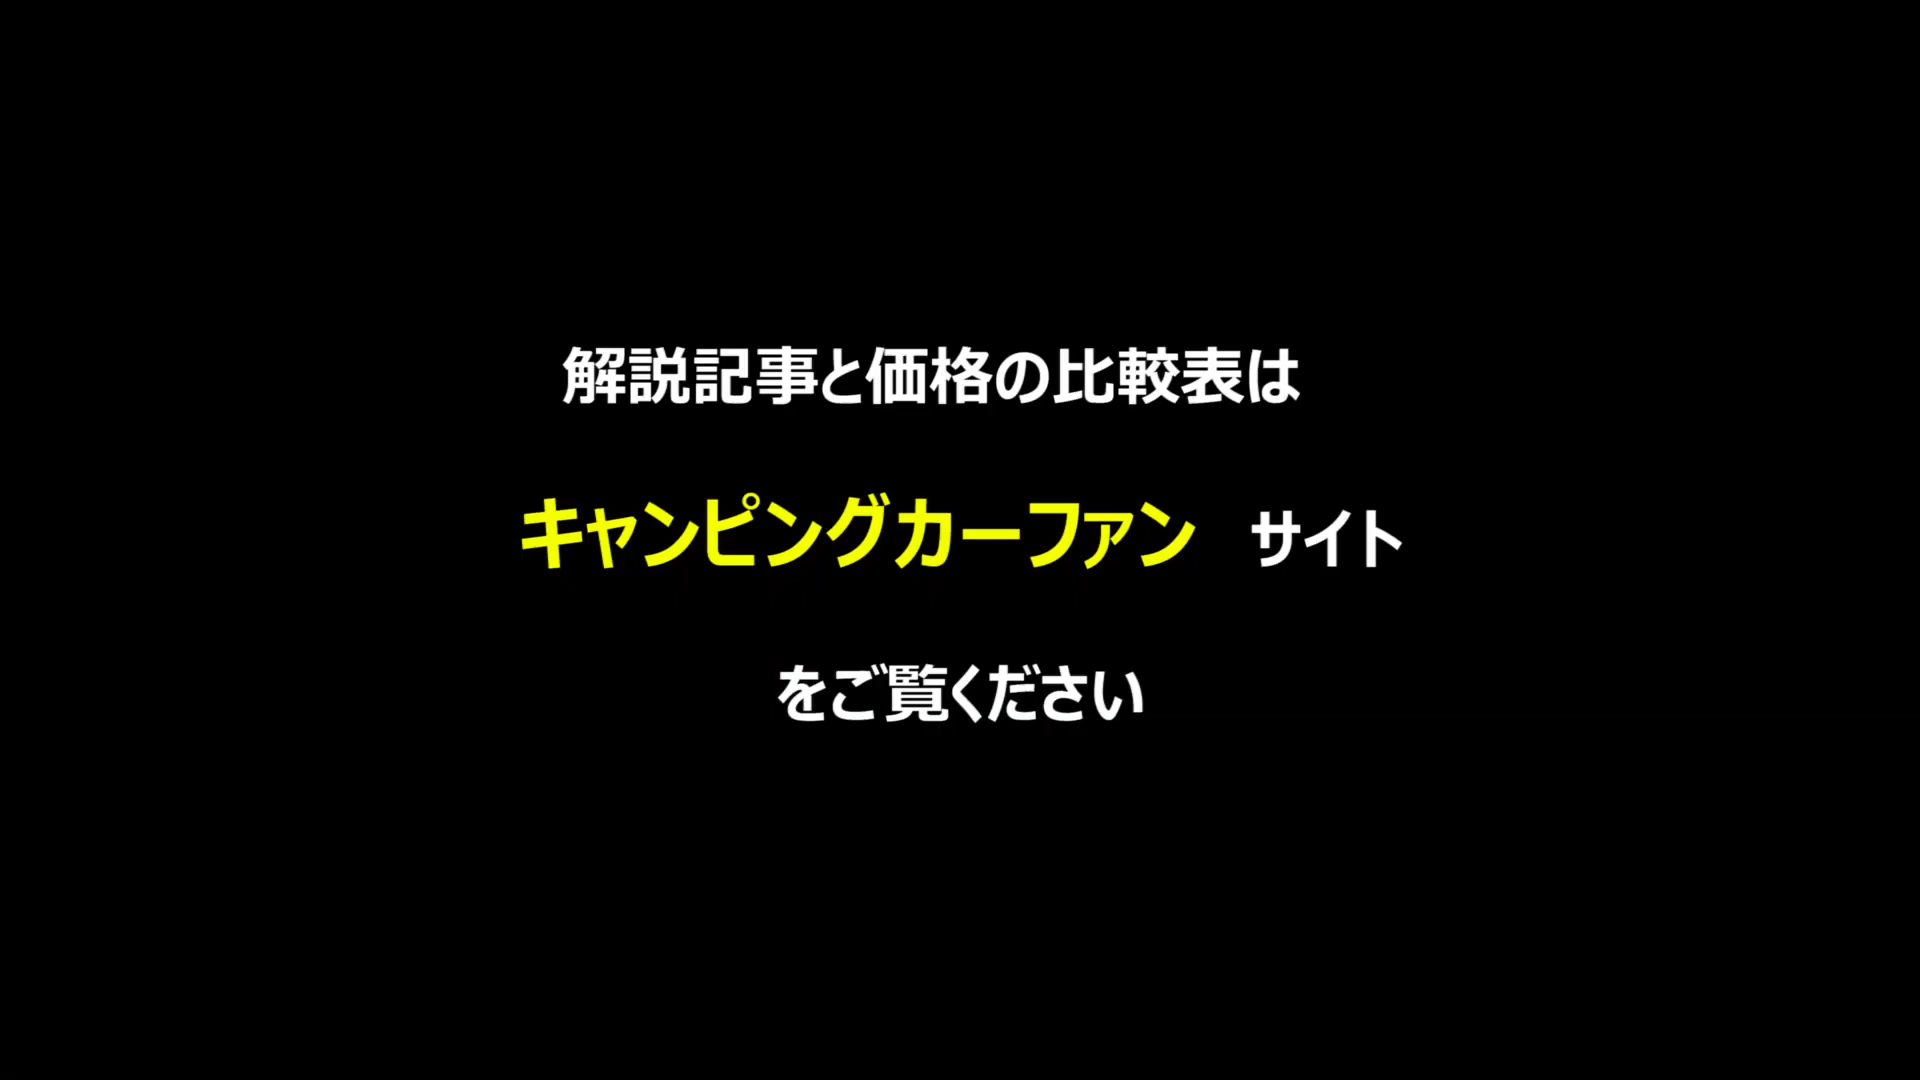 解説記事と価格の比較表は
キャンピングカーファン　サイト
をご覧ください